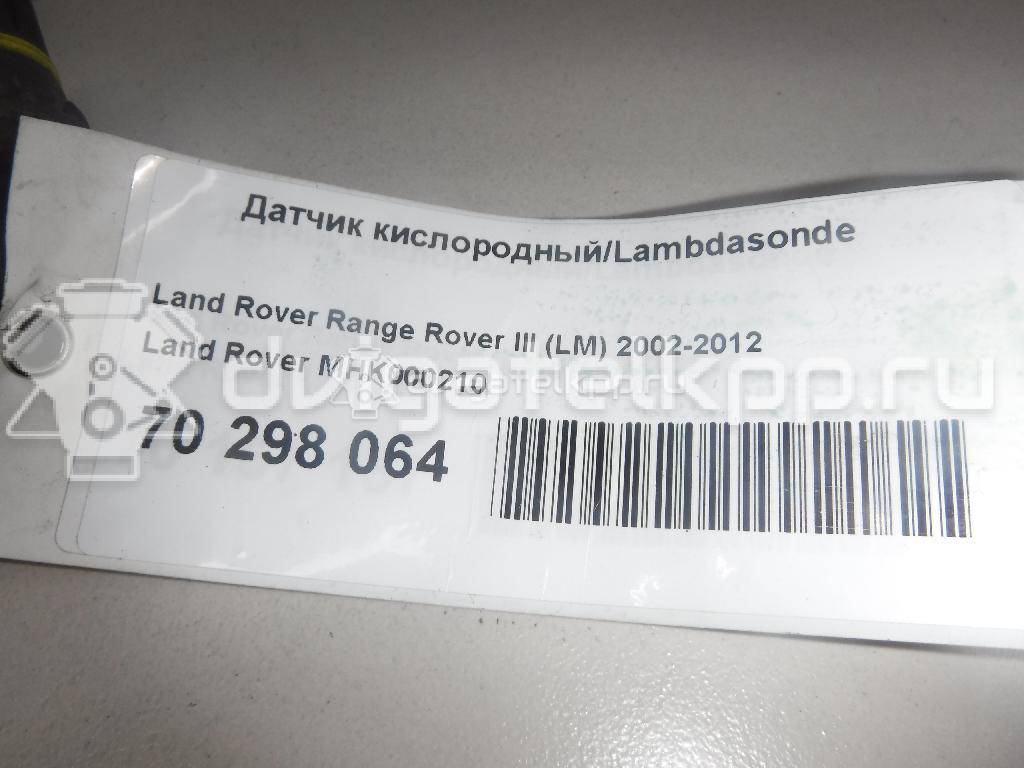 Датчик кислородный/Lambdasonde
Land Rover Range Rover III (LM) 2002-2012
Land Rover MHK000210
70 298 064
dvigatelkpp.ru